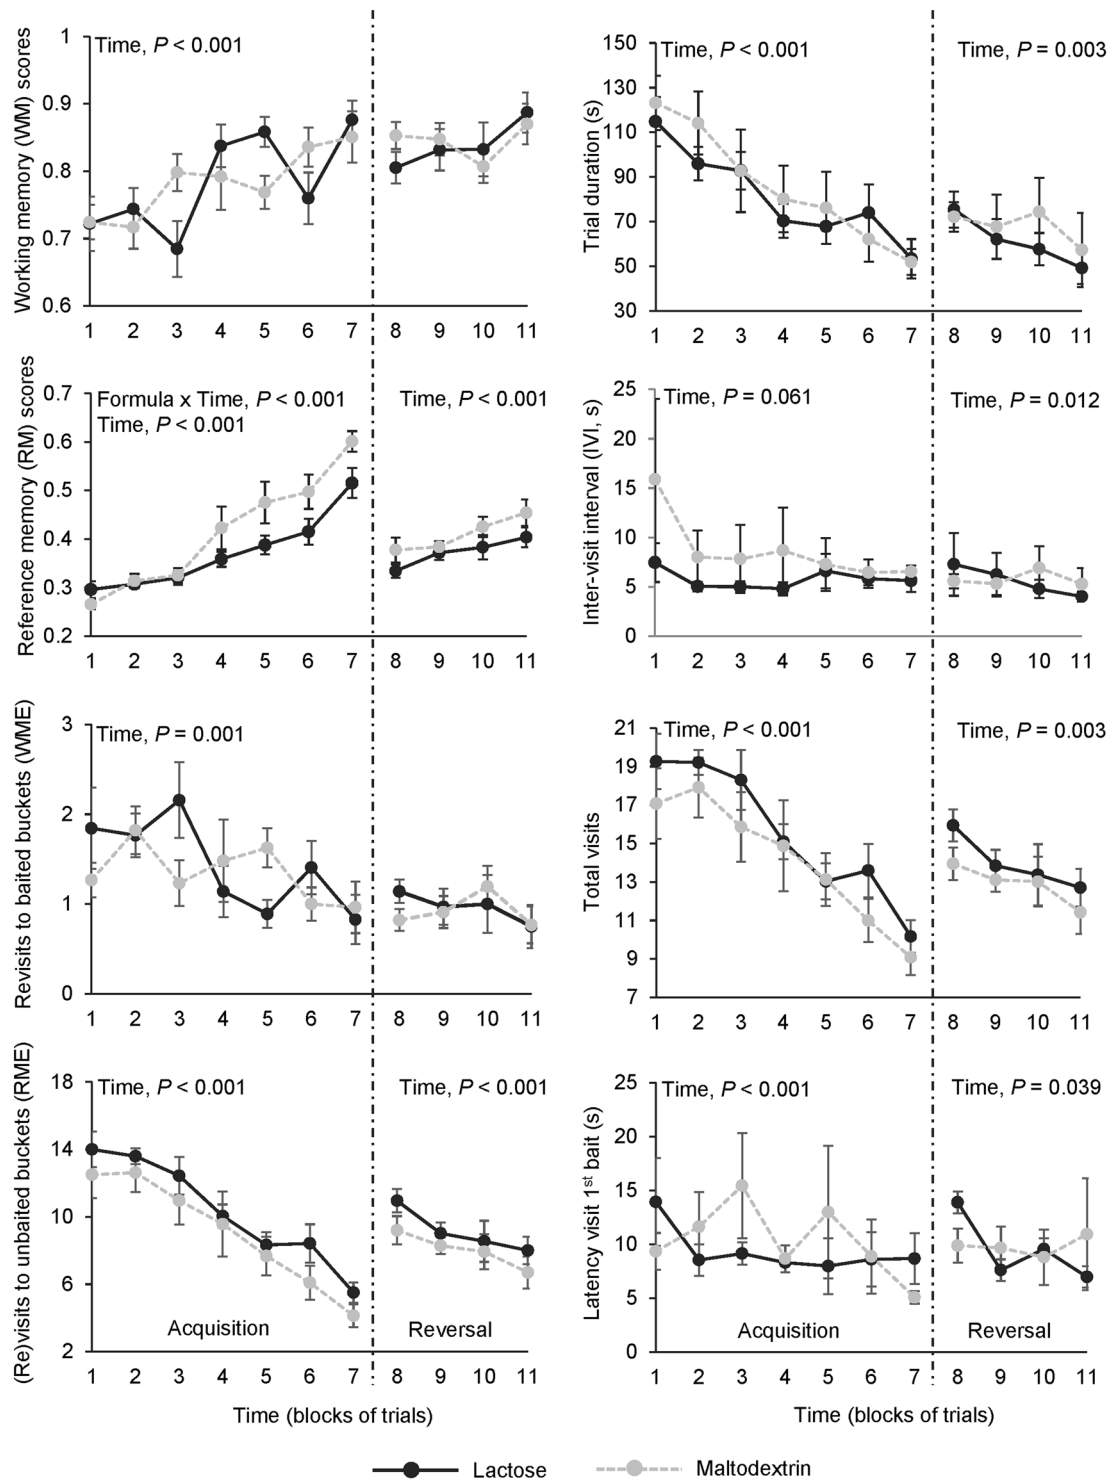 Working memory (WM) scores
Time, P < 0.001
1
0.9
0.8
0.7
0.6
1 2 3 4 5 6 7 8 9 10 11
Trial duration (s)
Time, P < 0.001
Time, P = 0.003
150
130
110
90
70
50
30
1 2 3 4 5 6 7 8 9 10 11
Reference memory (RM) scores
Formula x Time, P < 0.001
Time, P < 0.001
Time, P < 0.001
0.7
0.6
0.5
0.4
0.3
0.2
1 2 3 4 5 6 7 8 9 10 11
Inter-visit interval (IVI, s)
Time, P = 0.061
Time, P = 0.012
25
20
15
10
5
0
1 2 3 4 5 6 7 8 9 10 11
Revisits to baited buckets (WME)
Time, P = 0.001
3
2
1
0
1 2 3 4 5 6 7 8 9 10 11
Total visits
Time, P < 0.001
Time, P = 0.003
21
19
17
15
13
11
9
7
1 2 3 4 5 6 7 8 9 10 11
(Re)visits to unbaited buckets (RME)
Time, P < 0.001
Time, P < 0.001
18
14
10
6
2
Acquisition
Reversal
1 2 3 4 5 6 7 8 9 10 11
Time (blocks of trials)
Latency visit 1st bait (s)
Time, P < 0.001
Time, P = 0.039
25
20
15
10
5
0
Acquisition
Reversal
1 2 3 4 5 6 7 8 9 10 11
Time (blocks of trials)
Lactose
Maltodextrin